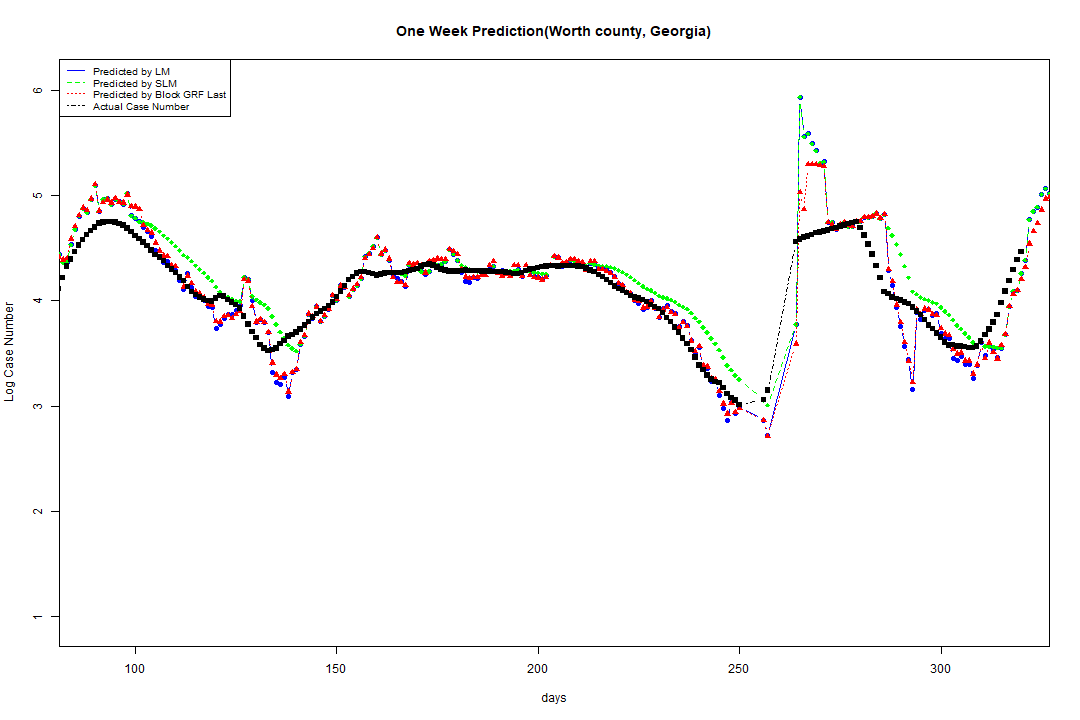 One Week Prediction(Worth county, Georgia)
Predicted by LM
Predicted by SLM
Predicted by Block GRF Last
Actual Case Number
6
5
4
3
2
1
Log Case Number
100 150 200 250 300
days